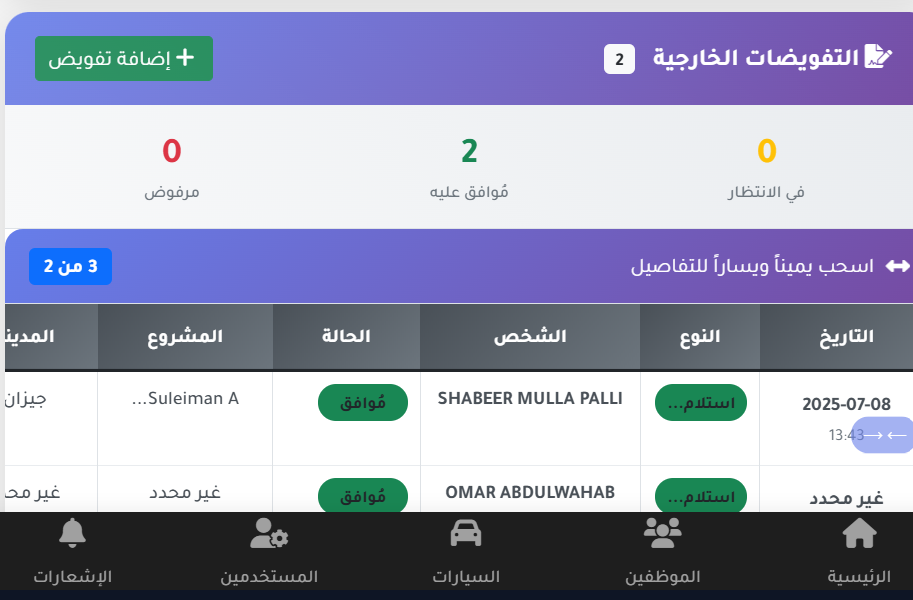 التفويضات الخارجية 2
إضافة تفويض
0 2 0
في الانتظار مُوافق عليه مرفوض
اسحب يميناً ويساراً للتفاصيل
3 من 2
التاريخ النوع الشخص الحالة المشروع المدين
2025-07-08 استلام... SHABEER MULLA PALLI مُوافق Suleiman A... جيزان
13:43
غير محدد استلام... OMAR ABDULWAHAB مُوافق غير محدد غير محد
الرئيسية الموظفين السيارات المستخدمين الإشعارات